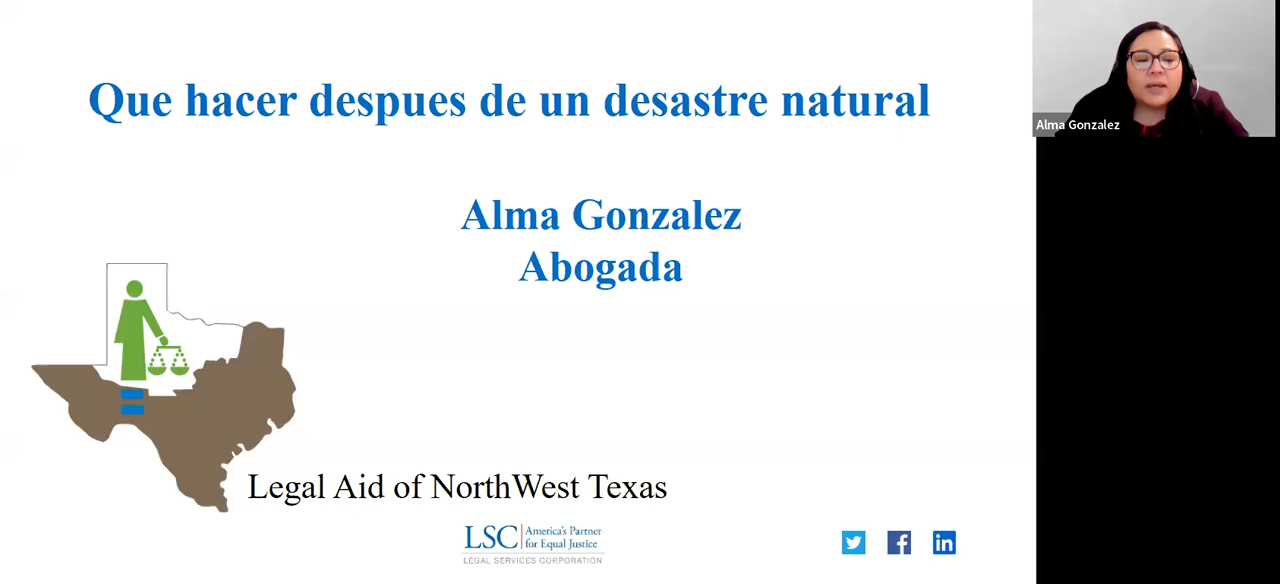 Que hacer despues de un desastre natural
Alma Gonzalez
Alma Gonzalez
Abogada
Legal Aid of NorthWest Texas
LSC America's Partner
for Equal Justice
LEGAL SERVICES CORPORATION